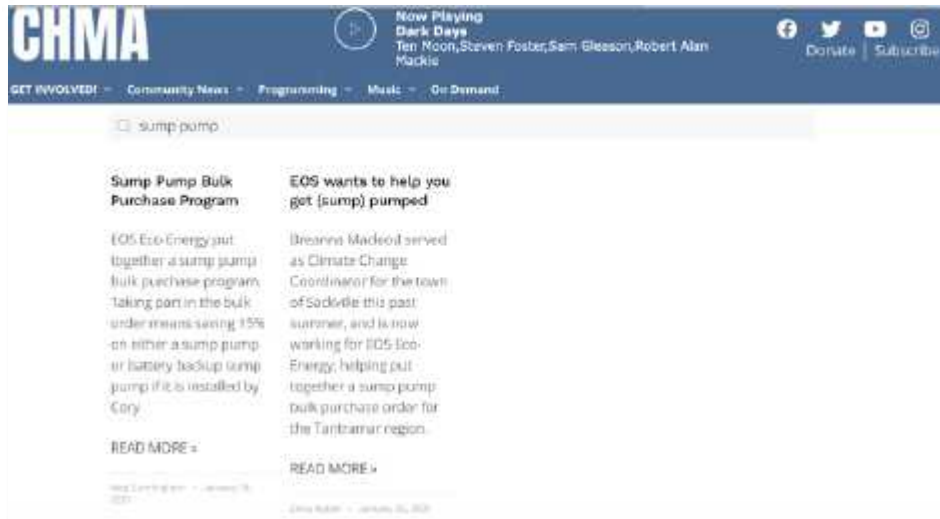 CHMA
Now Playing
Dark Days
Ten Moon,Steven Foster,Sam Gleason,Robert Alan
Mackie
Donate | Subscribe
GET INVOLVED! Community News Programming Music On Demand
sump pump
Sump Pump Bulk
Purchase Program
EOS Eco-Energy put
together a sump pump
bulk purchase program.
Taking part in the bulk
order means saving 15%
on either a sump pump
or battery backup sump
pump if it is installed by
Cory
READ MORE »
EOS wants to help you
get (sump) pumped
Breanna Macleod served
as Climate Change
Coordinator for the town
of Sackville this past
summer, and is now
working for EOS Eco-
Energy, helping put
together a sump pump
bulk purchase order for
the Tantramar region.
READ MORE »